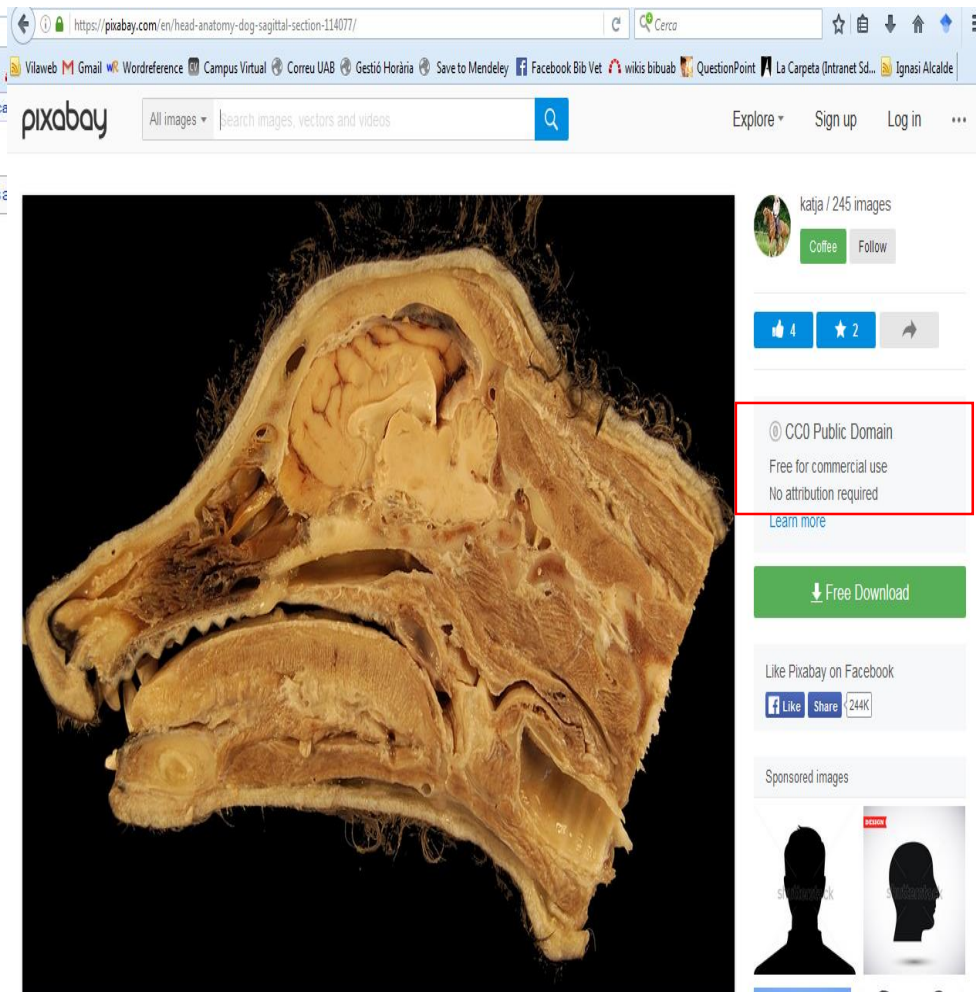 https://pixabay.com/en/head-anatomy-dog-sagittal-section-114077/
Cerca
Vilaweb Gmail Wordreference Campus Virtual Correu UAB Gestió Horària Save to Mendeley Facebook Bib Vet wikis bibuab QuestionPoint La Carpeta (Intranet Sd... Ignasi Alcalde
pixabay All images Search images, vectors and videos Explore Sign up Log in ...
katja / 245 images
Coffee Follow
4 2
CC0 Public Domain
Free for commercial use
No attribution required
Learn more
Free Download
Like Pixabay on Facebook
Like Share 244K
Sponsored images
DESIGN